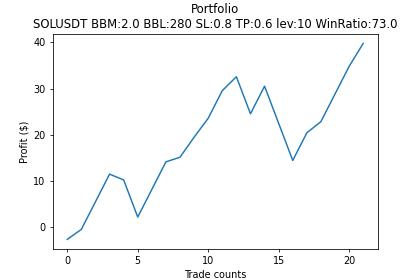 Portfolio
SOLUSDT BBM:2.0 BBL:280 SL:0.8 TP:0.6 lev:10 WinRatio:73.0
40
30
20
10
0
Profit ($)
0 5 10 15 20
Trade counts